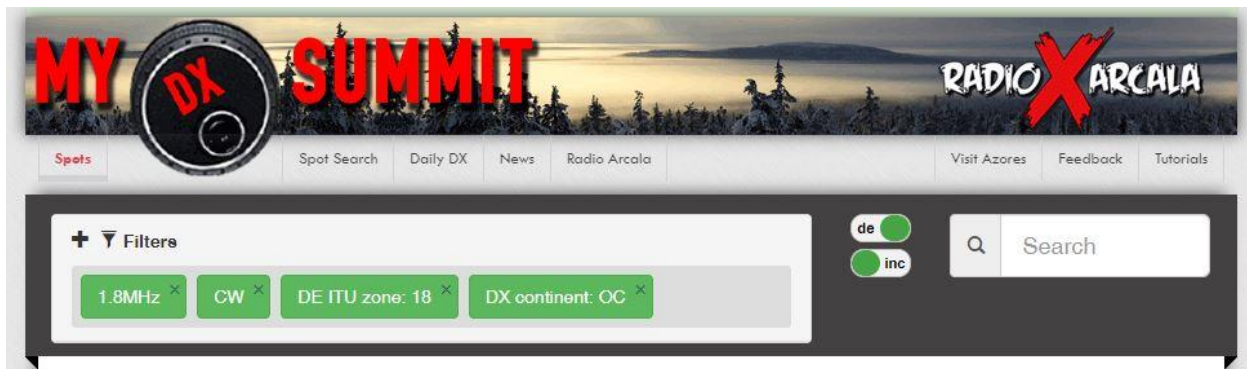 MY DX SUMMIT
RADIO X ARCALA
Spots Spot Search Daily DX News Radio Arcala Visit Azores Feedback Tutorials
Filters
de
Search
inc
1.8MHz × CW × DE ITU zone: 18 × DX continent: OC ×